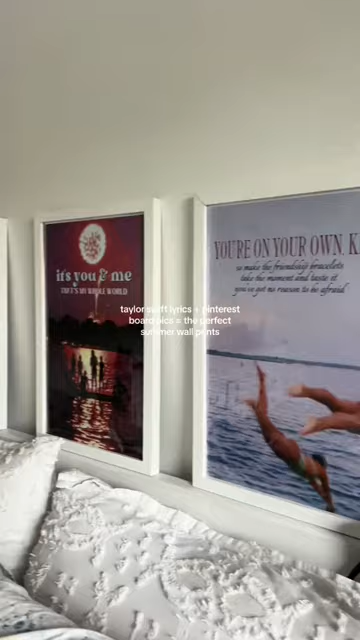 it's you & me
THAT'S MY WHOLE WORLD
YOU'RE ON YOUR OWN, K
so make the friendship bracelets
take the moment and taste it
you've got no reason to be afraid
taylor swift lyrics + pinterest
board pics = the perfect
summer wall prints